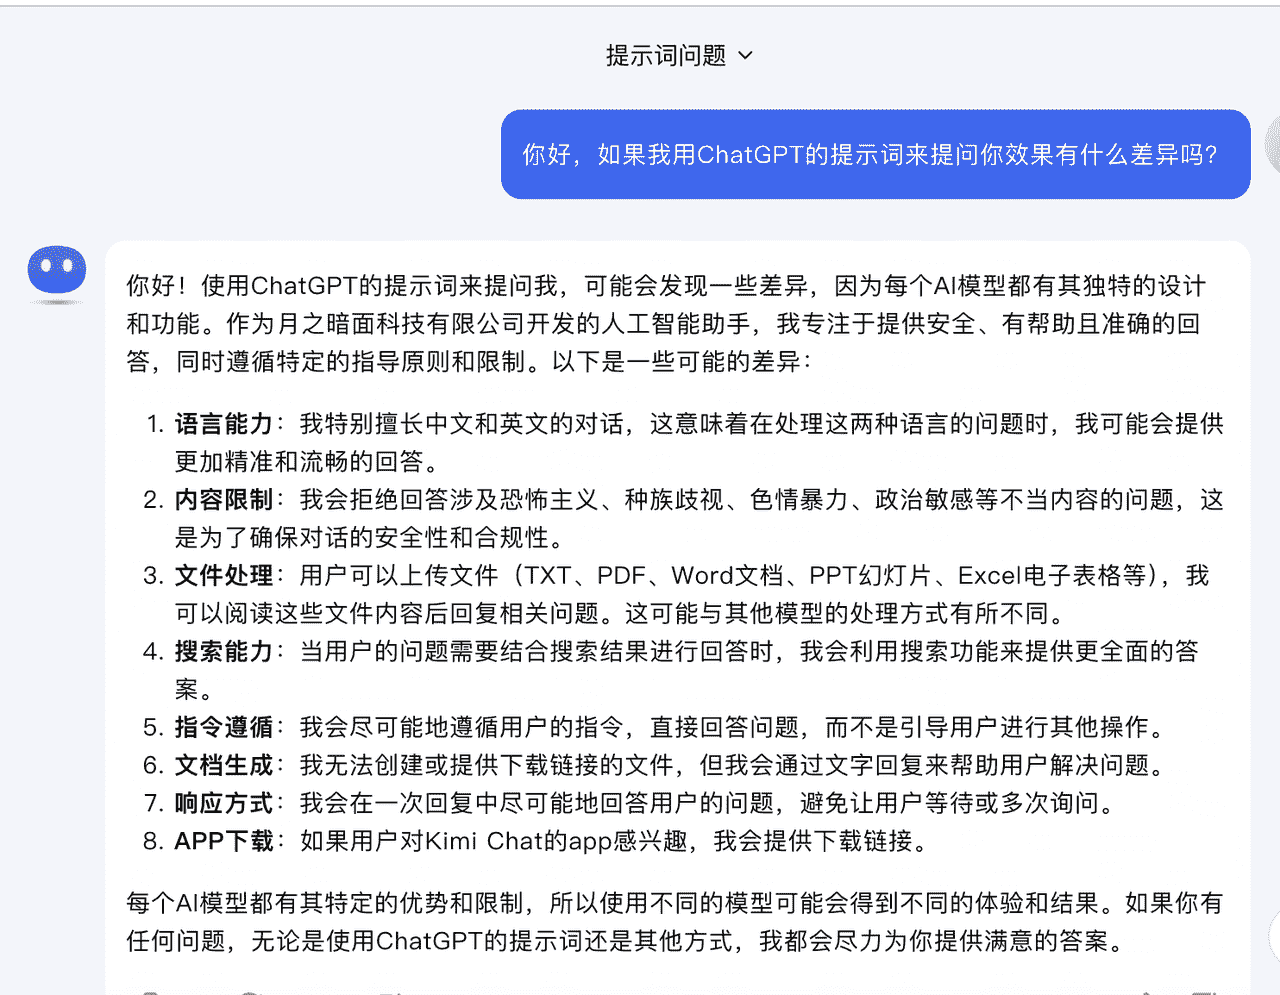 提示词问题
你好，如果我用ChatGPT的提示词来提问你效果有什么差异吗？
你好！使用ChatGPT的提示词来提问我，可能会发现一些差异，因为每个AI模型都有其独特的设计
和功能。作为月之暗面科技有限公司开发的人工智能助手，我专注于提供安全、有帮助且准确的回
答，同时遵循特定的指导原则和限制。以下是一些可能的差异：
1. 语言能力：我特别擅长中文和英文的对话，这意味着在处理这两种语言的问题时，我可能会提供
更加精准和流畅的回答。
2. 内容限制：我会拒绝回答涉及恐怖主义、种族歧视、色情暴力、政治敏感等不当内容的问题，这
是为了确保对话的安全性和合规性。
3. 文件处理：用户可以上传文件（TXT、PDF、Word文档、PPT幻灯片、Excel电子表格等），我
可以阅读这些文件内容后回复相关问题。这可能与其他模型的处理方式有所不同。
4. 搜索能力：当用户的问题需要结合搜索结果进行回答时，我会利用搜索功能来提供更全面的答
案。
5. 指令遵循：我会尽可能地遵循用户的指令，直接回答问题，而不是引导用户进行其他操作。
6. 文档生成：我无法创建或提供下载链接的文件，但我会通过文字回复来帮助用户解决问题。
7. 响应方式：我会在一次回复中尽可能地回答用户的问题，避免让用户等待或多次询问。
8. APP下载：如果用户对Kimi Chat的app感兴趣，我会提供下载链接。
每个AI模型都有其特定的优势和限制，所以使用不同的模型可能会得到不同的体验和结果。如果你有
任何问题，无论是使用ChatGPT的提示词还是其他方式，我都会尽力为你提供满意的答案。